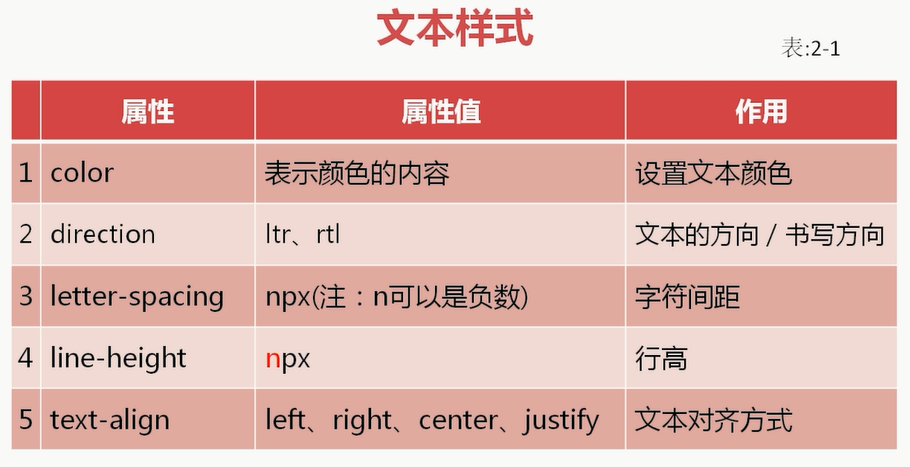 文本样式
表:2-1
属性 属性值 作用
1 color 表示颜色的内容 设置文本颜色
2 direction ltr、rtl 文本的方向 / 书写方向
3 letter-spacing npx(注：n可以是负数) 字符间距
4 line-height npx 行高
5 text-align left、right、center、justify 文本对齐方式